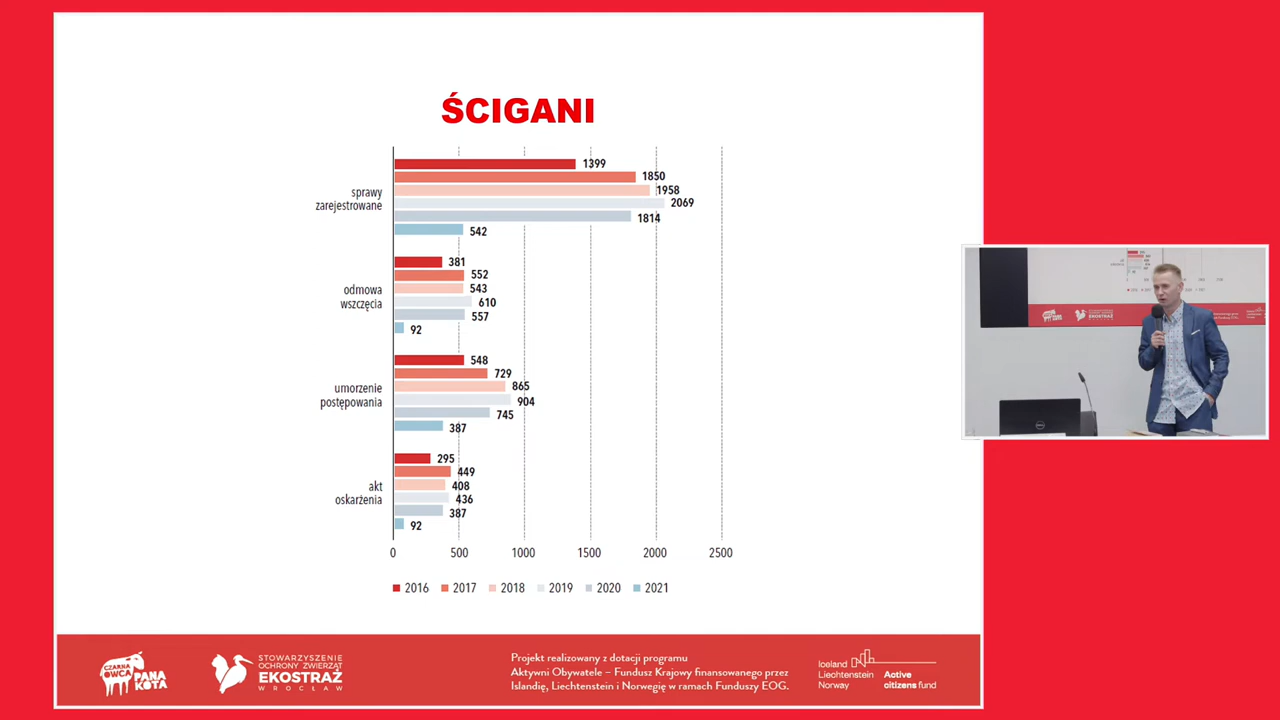 ŚCIGANI
sprawy
zarejestrowane
1399
1850
1958
2069
1814
542
odmowa
wszczęcia
381
552
543
610
557
92
umorzenie
postępowania
548
729
865
904
745
387
akt
oskarżenia
295
449
408
436
387
92
0 500 1000 1500 2000 2500
2016 2017 2018 2019 2020 2021
CZARNA
OWCA
PANA
KOTA
STOWARZYSZENIE
OCHRONY ZWIERZĄT
EKOSTRAŻ
WROCŁAW
Projekt realizowany z dotacji programu
Aktywni Obywatele – Fundusz Krajowy finansowanego przez
Islandię, Liechtenstein i Norwegię w ramach Funduszy EOG.
Iceland
Liechtenstein
Norway
Active
citizens fund
EKOSTRAŻ